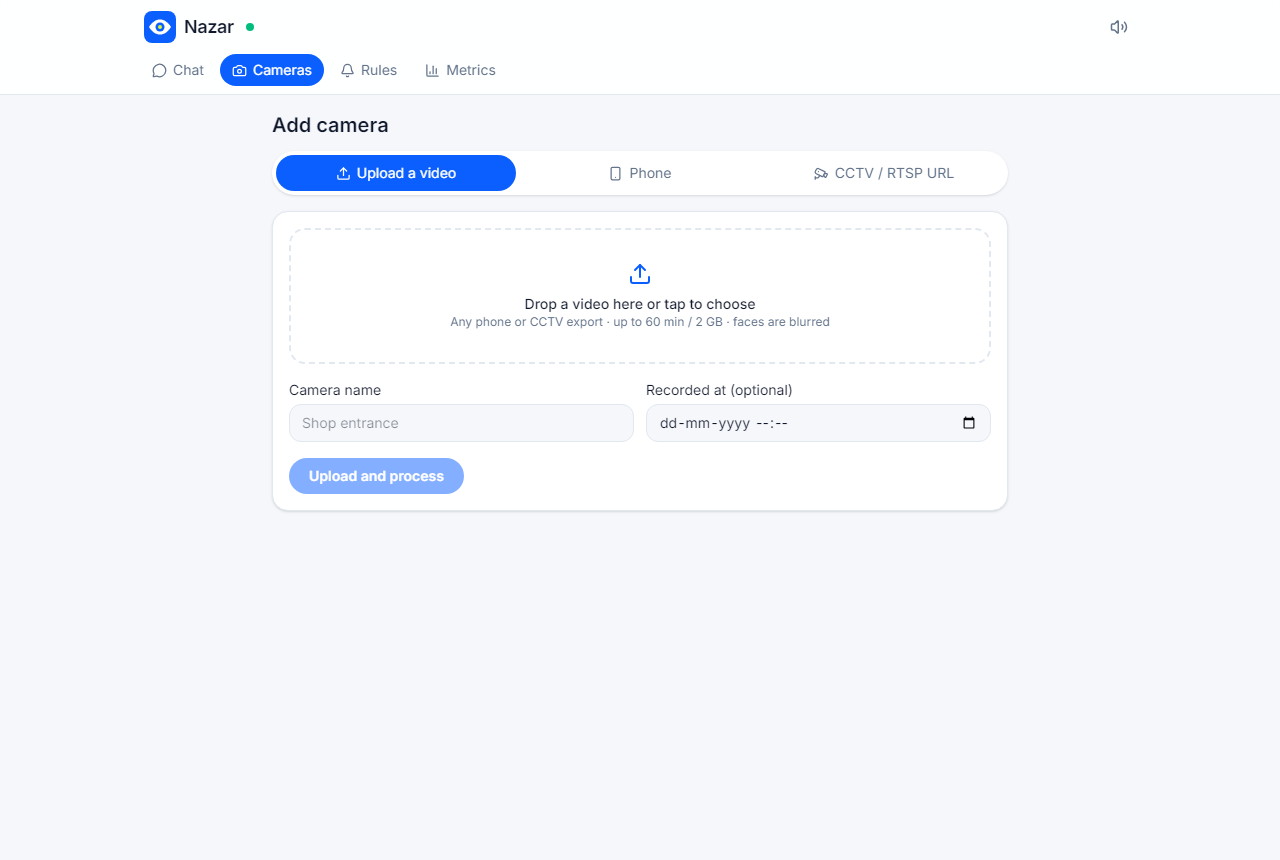 Nazar
Chat
Cameras
Rules
Metrics
Add camera
Upload a video
Phone
CCTV / RTSP URL
Drop a video here or tap to choose
Any phone or CCTV export · up to 60 min / 2 GB · faces are blurred
Camera name
Recorded at (optional)
Shop entrance
dd-mm-yyyy --:--
Upload and process